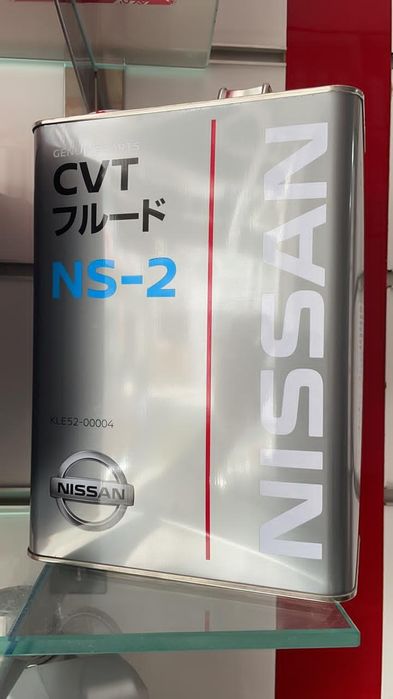 GENUINE PARTS
CVT
フルード
NS-2
KLE52-00004
NISSAN
NISSAN